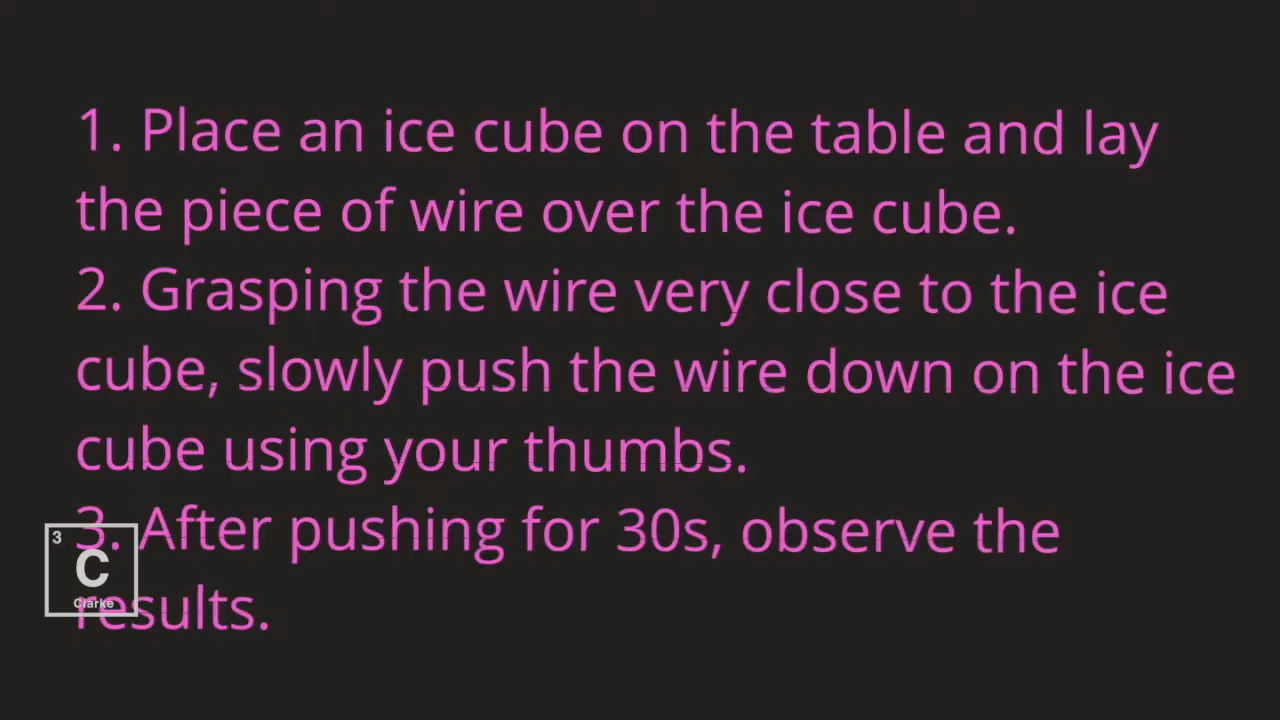 1. Place an ice cube on the table and lay
the piece of wire over the ice cube.
2. Grasping the wire very close to the ice
cube, slowly push the wire down on the ice
cube using your thumbs.
3. After pushing for 30s, observe the
results.
3
C
Clarke